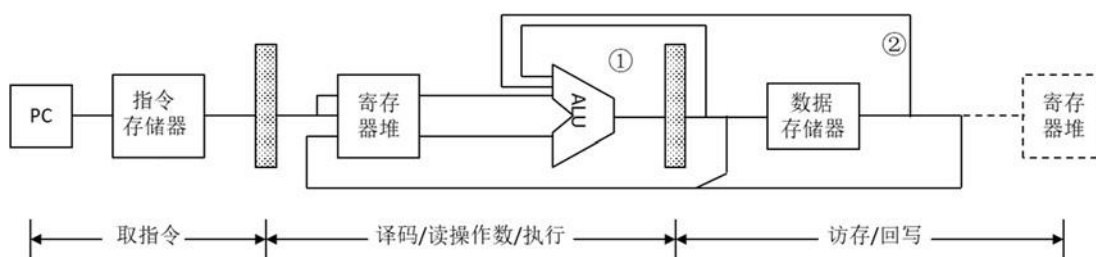 ①
②
PC
指令
存储器
寄存
器堆
ALU
数据
存储器
寄存
器堆
取指令
译码/读操作数/执行
访存/回写